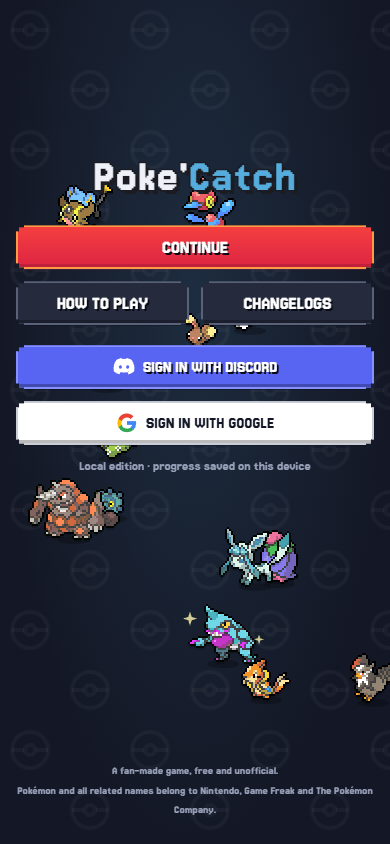 Poke'Catch
CONTINUE
HOW TO PLAY
CHANGELOGS
SIGN IN WITH DISCORD
SIGN IN WITH GOOGLE
Local edition · progress saved on this device
A fan-made game, free and unofficial.
Pokémon and all related names belong to Nintendo, Game Freak and The Pokémon
Company.